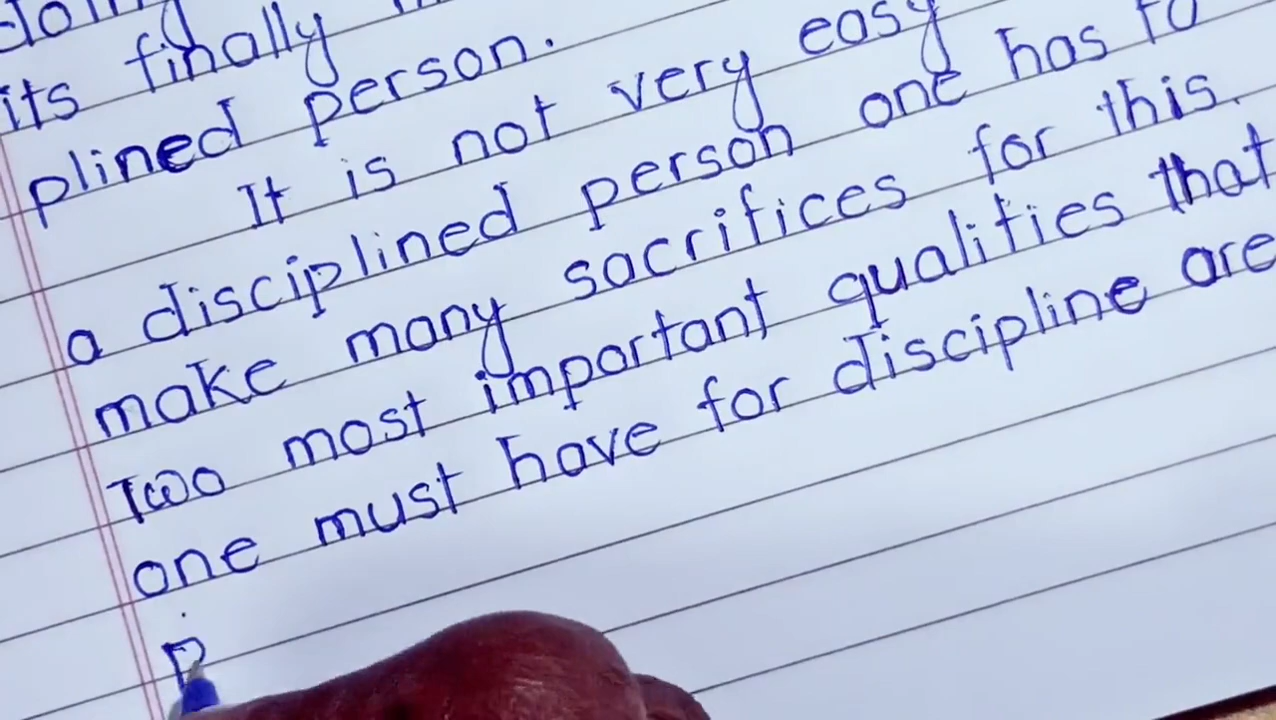 its finally
plined person.
It is not very easy
a disciplined person one has to
make many sacrifices for this.
Two most important qualities that
one must have for discipline are
p